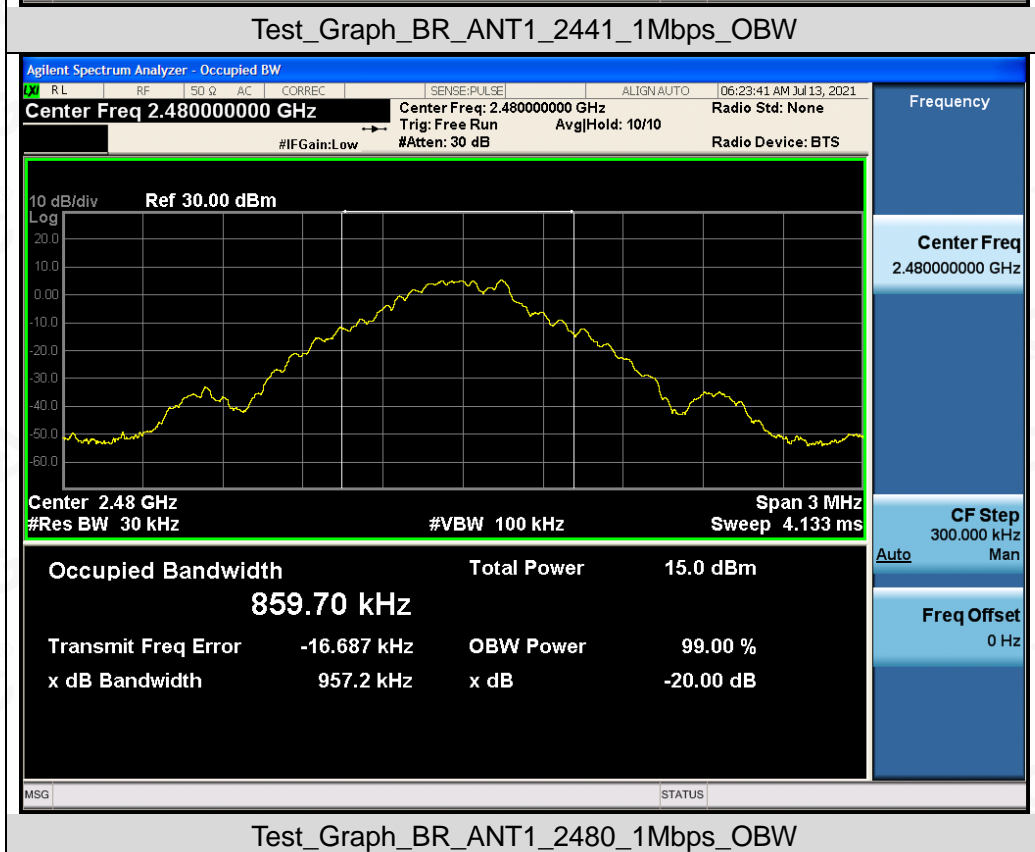 Test_Graph_BR_ANT1_2441_1Mbps_OBW
Agilent Spectrum Analyzer - Occupied BW
LXI RL RF 50 Ω AC CORREC SENSE:PULSE ALIGN AUTO 06:23:41 AM Jul 13, 2021
Center Freq 2.480000000 GHz
Center Freq: 2.480000000 GHz
Radio Std: None
Trig: Free Run Avg|Hold: 10/10
#IFGain:Low #Atten: 30 dB Radio Device: BTS
Frequency
10 dB/div Ref 30.00 dBm
Log
20.0
10.0
0.00
-10.0
-20.0
-30.0
-40.0
-50.0
-60.0
Center 2.48 GHz Span 3 MHz
#Res BW 30 kHz #VBW 100 kHz Sweep 4.133 ms
Center Freq
2.480000000 GHz
CF Step
300.000 kHz
Auto Man
Freq Offset
0 Hz
Occupied Bandwidth Total Power 15.0 dBm
859.70 kHz
Transmit Freq Error -16.687 kHz OBW Power 99.00 %
x dB Bandwidth 957.2 kHz x dB -20.00 dB
MSG STATUS
Test_Graph_BR_ANT1_2480_1Mbps_OBW